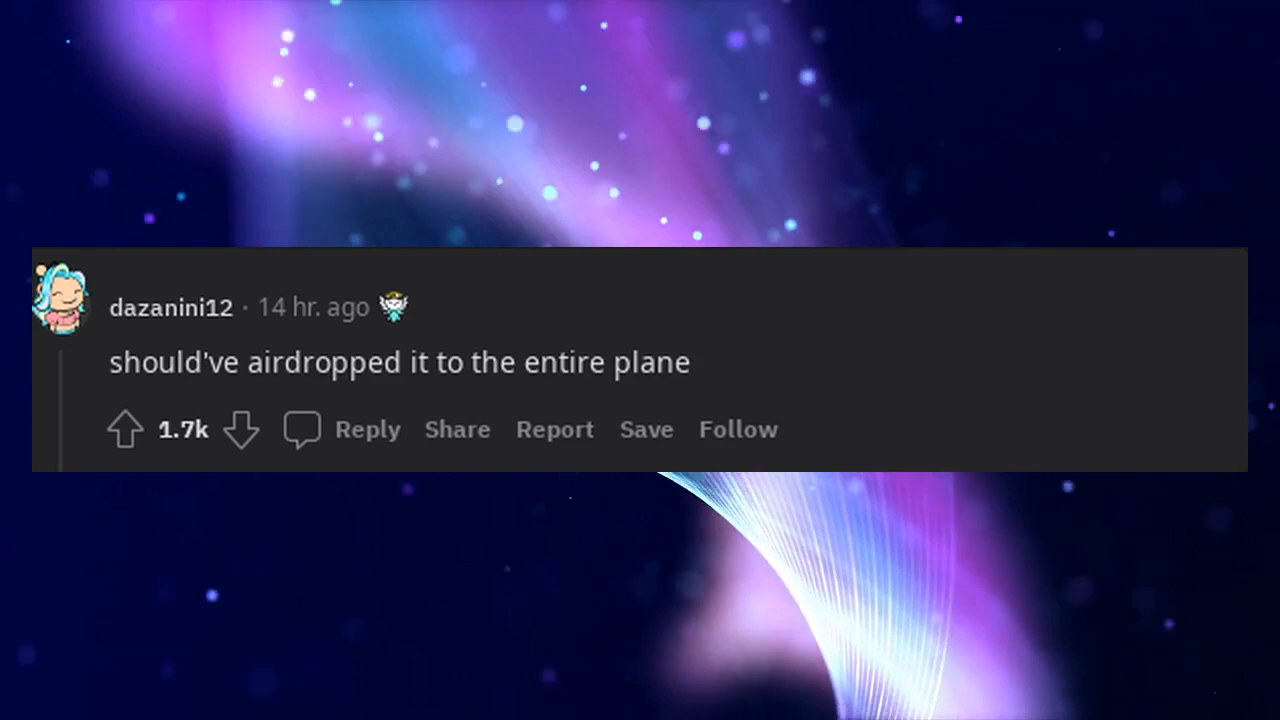 dazanini12 · 14 hr. ago
should've airdropped it to the entire plane
1.7k Reply Share Report Save Follow